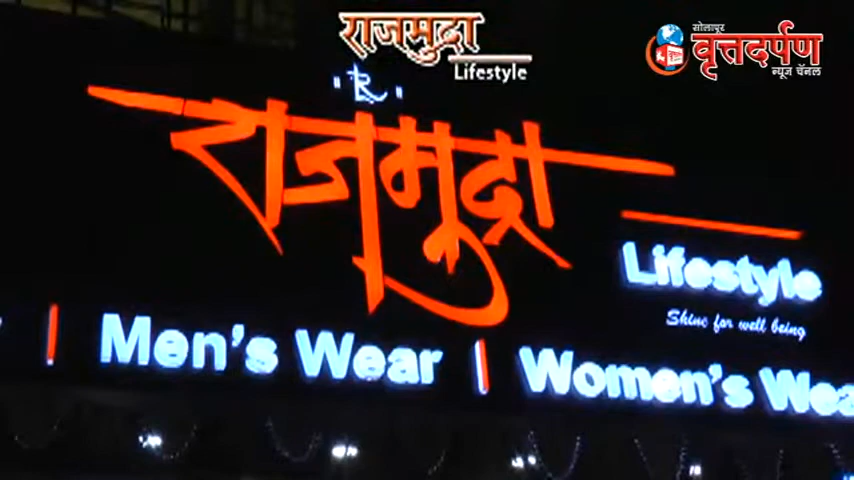 राजमुद्रा
Lifestyle
सोलापूर
वृत्तदर्पण
न्यूज चॅनल
R
राजमुद्रा
Lifestyle
Shine for well being
| Men's Wear | Women's Wea